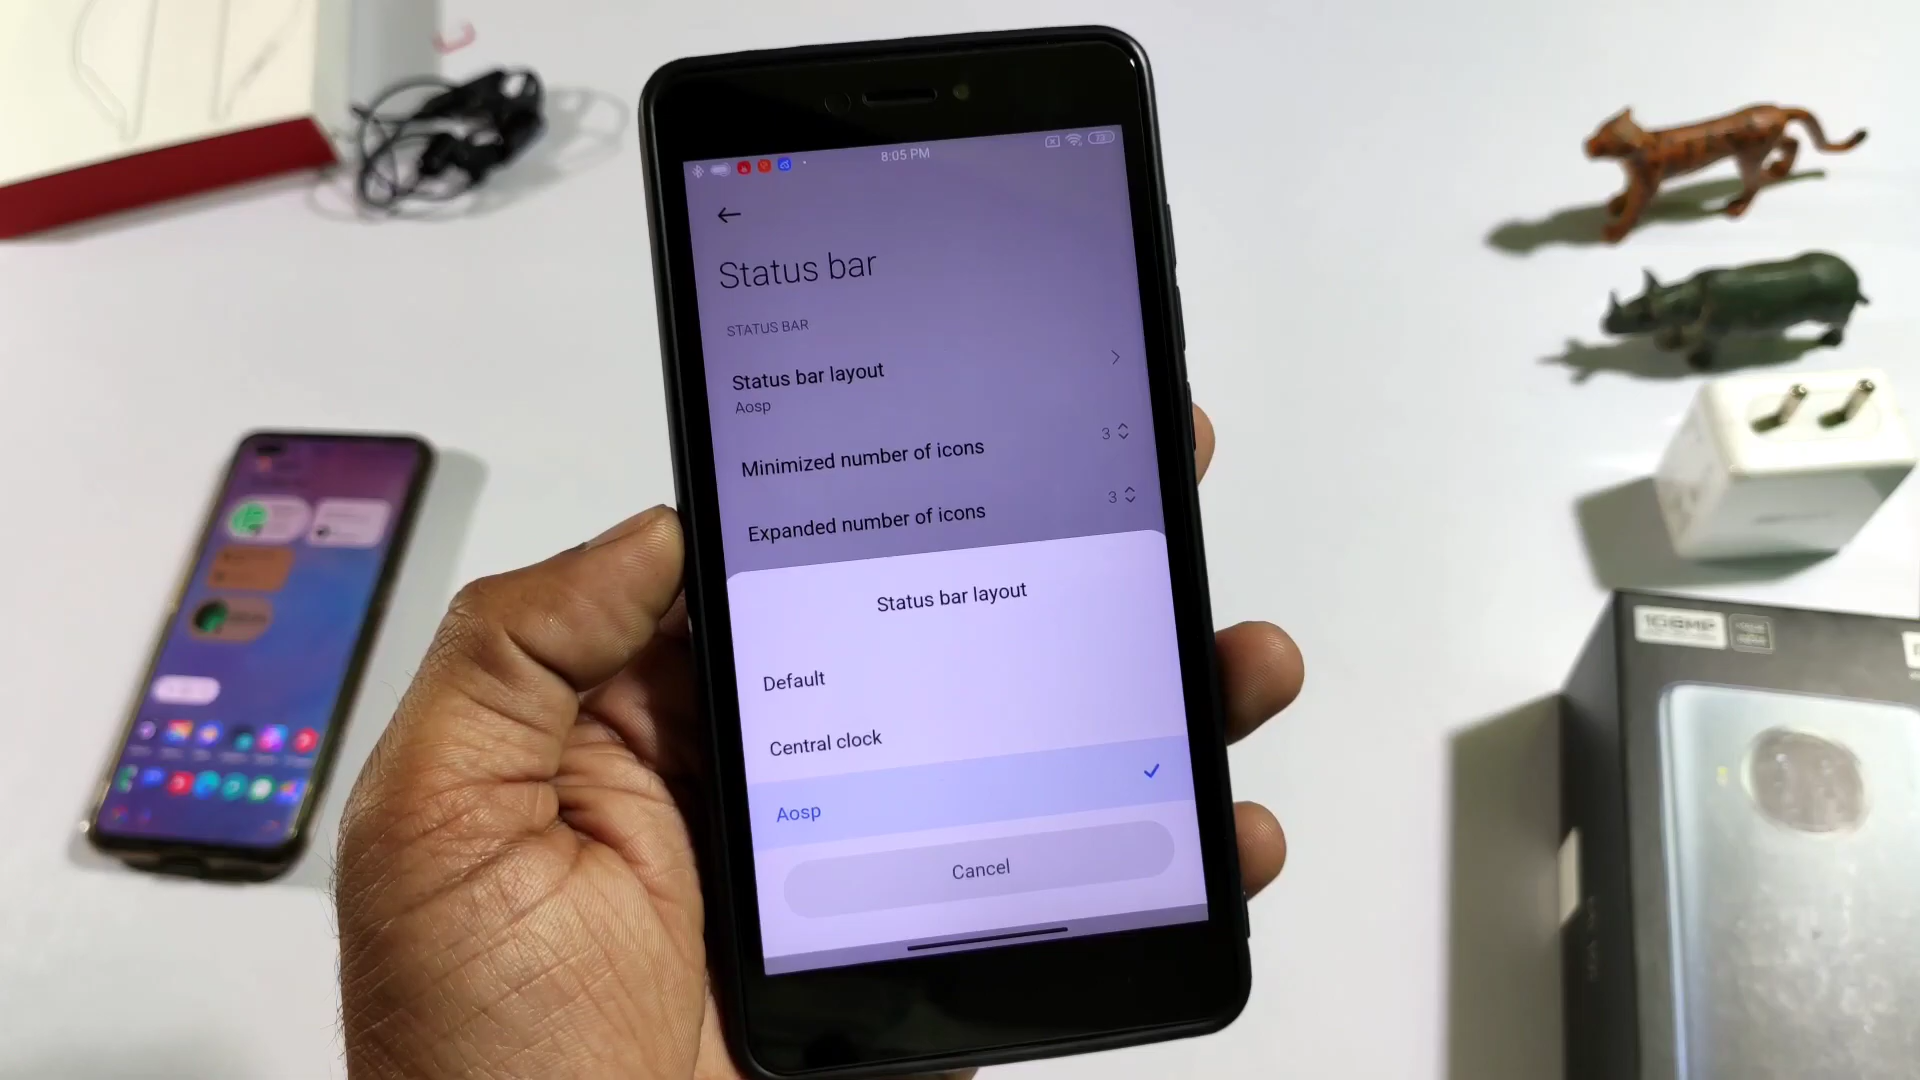 8:05 PM
Status bar
STATUS BAR
Status bar layout
Aosp
Minimized number of icons
3
Expanded number of icons
3
Status bar layout
Default
Central clock
Aosp
Cancel
108MP